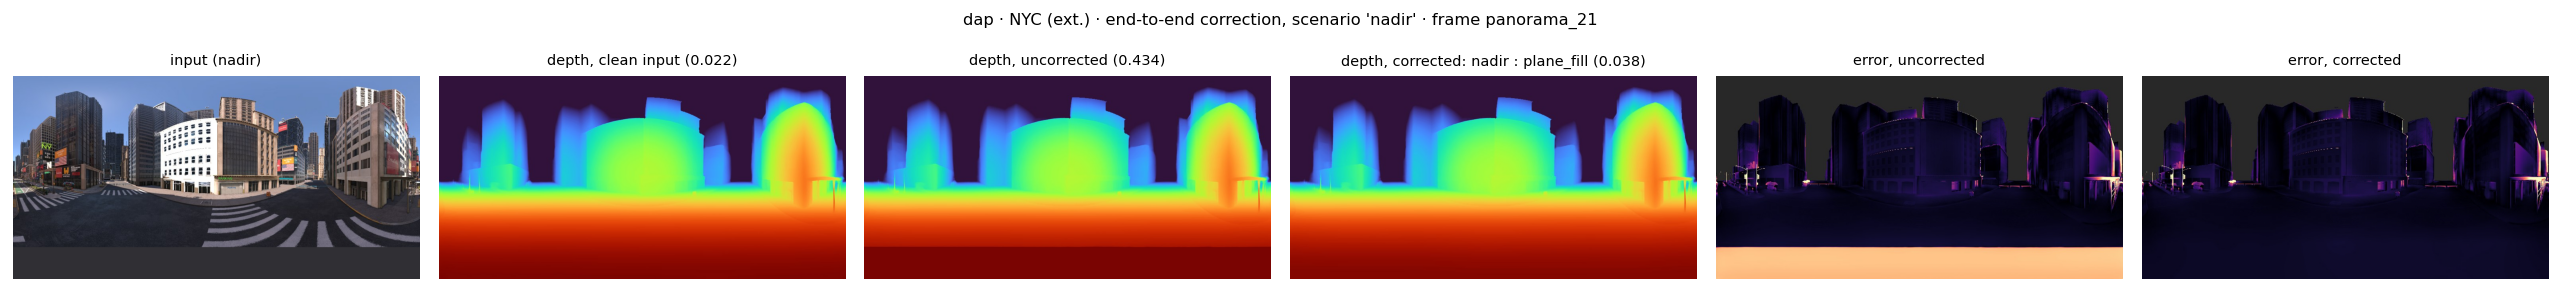 dap · NYC (ext.) · end-to-end correction, scenario 'nadir' · frame panorama_21
input (nadir)
depth, clean input (0.022)
depth, uncorrected (0.434)
depth, corrected: nadir : plane_fill (0.038)
error, uncorrected
error, corrected